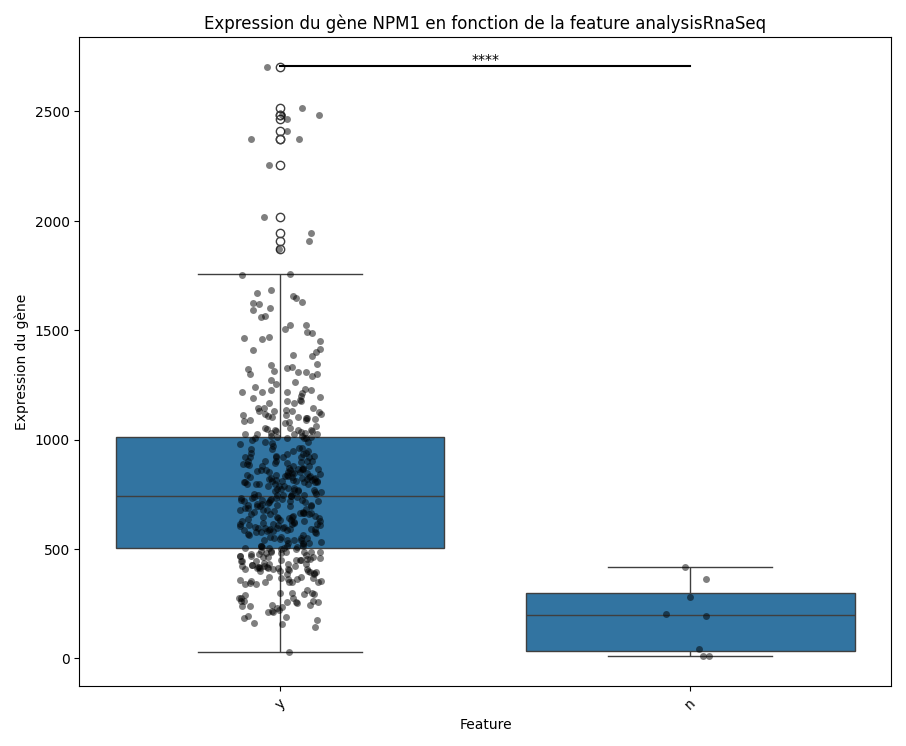 Expression du gène NPM1 en fonction de la feature analysisRnaSeq
****
2500
2000
1500
1000
500
0
Expression du gène
y
n
Feature